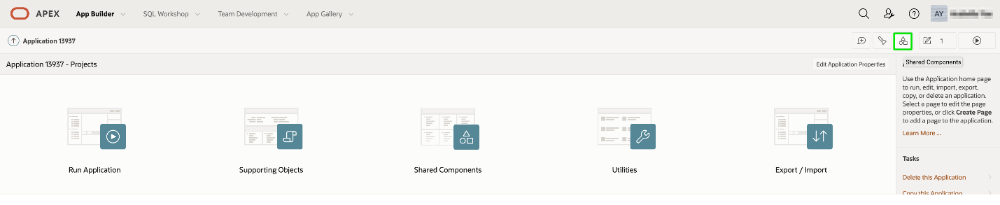 APEX App Builder SQL Workshop Team Development App Gallery AY
Application 13937 1
Application 13937 - Projects Edit Application Properties
Shared Components
Use the Application home page
to run, edit, import, export,
copy, or delete an application.
Select a page to edit the page
properties, or click Create Page
to add a page to the application.
Learn More ...
Run Application Supporting Objects Shared Components Utilities Export / Import
Tasks
Delete this Application
Copy this Application